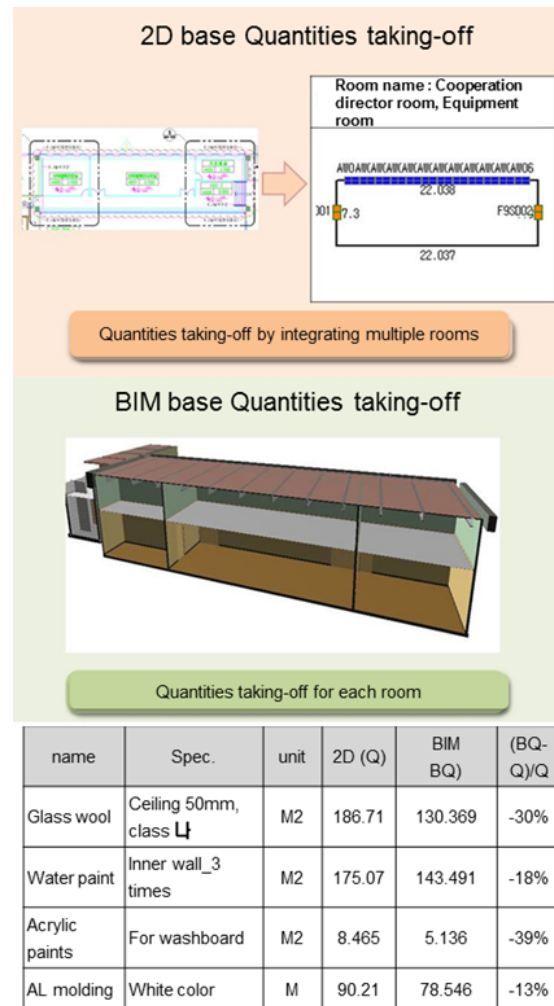 2D base Quantities taking-off
Room name : Cooperation
director room, Equipment
room
22.038
7.3
F9SD02
22.037
Quantities taking-off by integrating multiple rooms
BIM base Quantities taking-off
Quantities taking-off for each room
name Spec. unit 2D (Q) BIM BQ) (BQ-Q)/Q
Glass wool Ceiling 50mm, class 나 M2 186.71 130.369 -30%
Water paint Inner wall_3 times M2 175.07 143.491 -18%
Acrylic paints For washboard M2 8.465 5.136 -39%
AL molding White color M 90.21 78.546 -13%